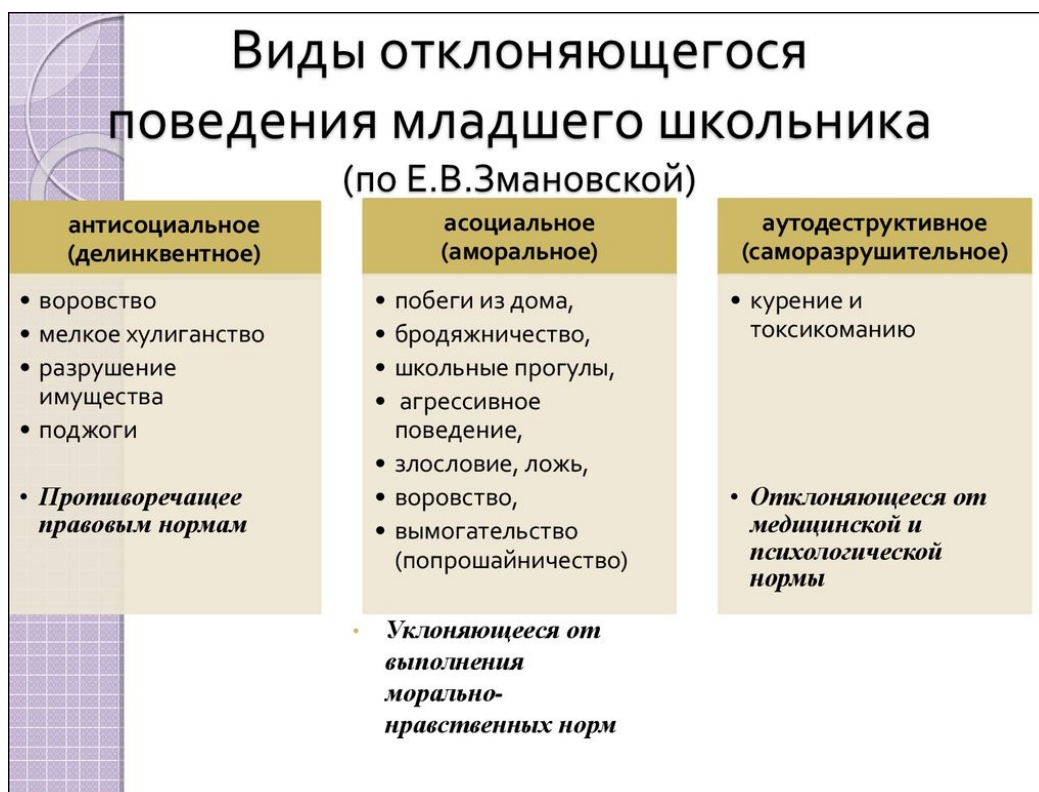 Виды отклоняющегося
поведения младшего школьника
(по Е.В.Змановской)
антисоциальное
(делинквентное)
• воровство
• мелкое хулиганство
• разрушение
имущества
• поджоги
• Противоречащее
правовым нормам
асоциальное
(аморальное)
• побеги из дома,
• бродяжничество,
• школьные прогулы,
• агрессивное
поведение,
• злословие, ложь,
• воровство,
• вымогательство
(попрошайничество)
• Уклоняющееся от
выполнения
морально-
нравственных норм
аутодеструктивное
(саморазрушительное)
• курение и
токсикоманию
• Отклоняющееся от
медицинской и
психологической
нормы